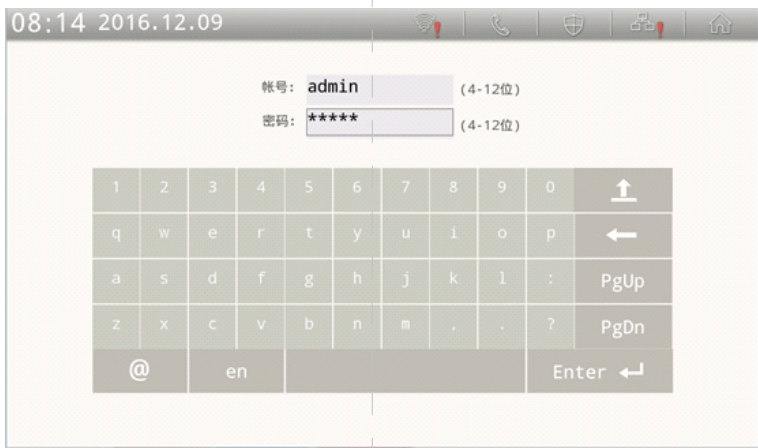 08:14 2016.12.09
帐号: admin (4-12位)
密码: ***** (4-12位)
1 2 3 4 5 6 7 8 9 0
q w e r t y u i o p
a s d f g h j k l : PgUp
z x c v b n m , . ? PgDn
@ en Enter